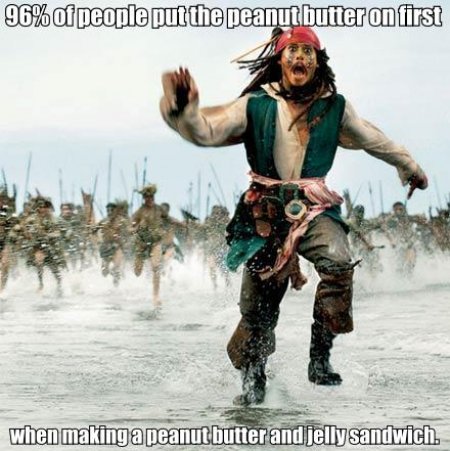 96% of people put the peanut butter on first
when making a peanut butter and jelly sandwich.